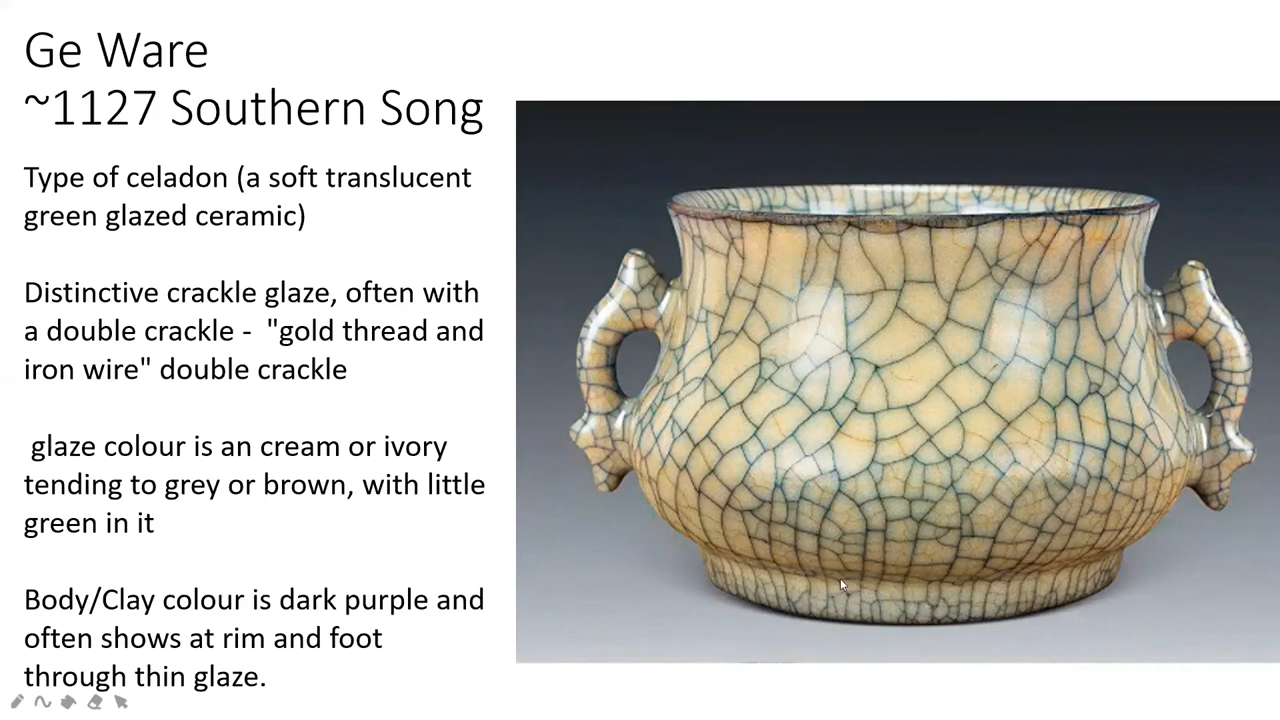 Ge Ware
~1127 Southern Song
Type of celadon (a soft translucent
green glazed ceramic)
Distinctive crackle glaze, often with
a double crackle -  "gold thread and
iron wire" double crackle
glaze colour is an cream or ivory
tending to grey or brown, with little
green in it
Body/Clay colour is dark purple and
often shows at rim and foot
through thin glaze.